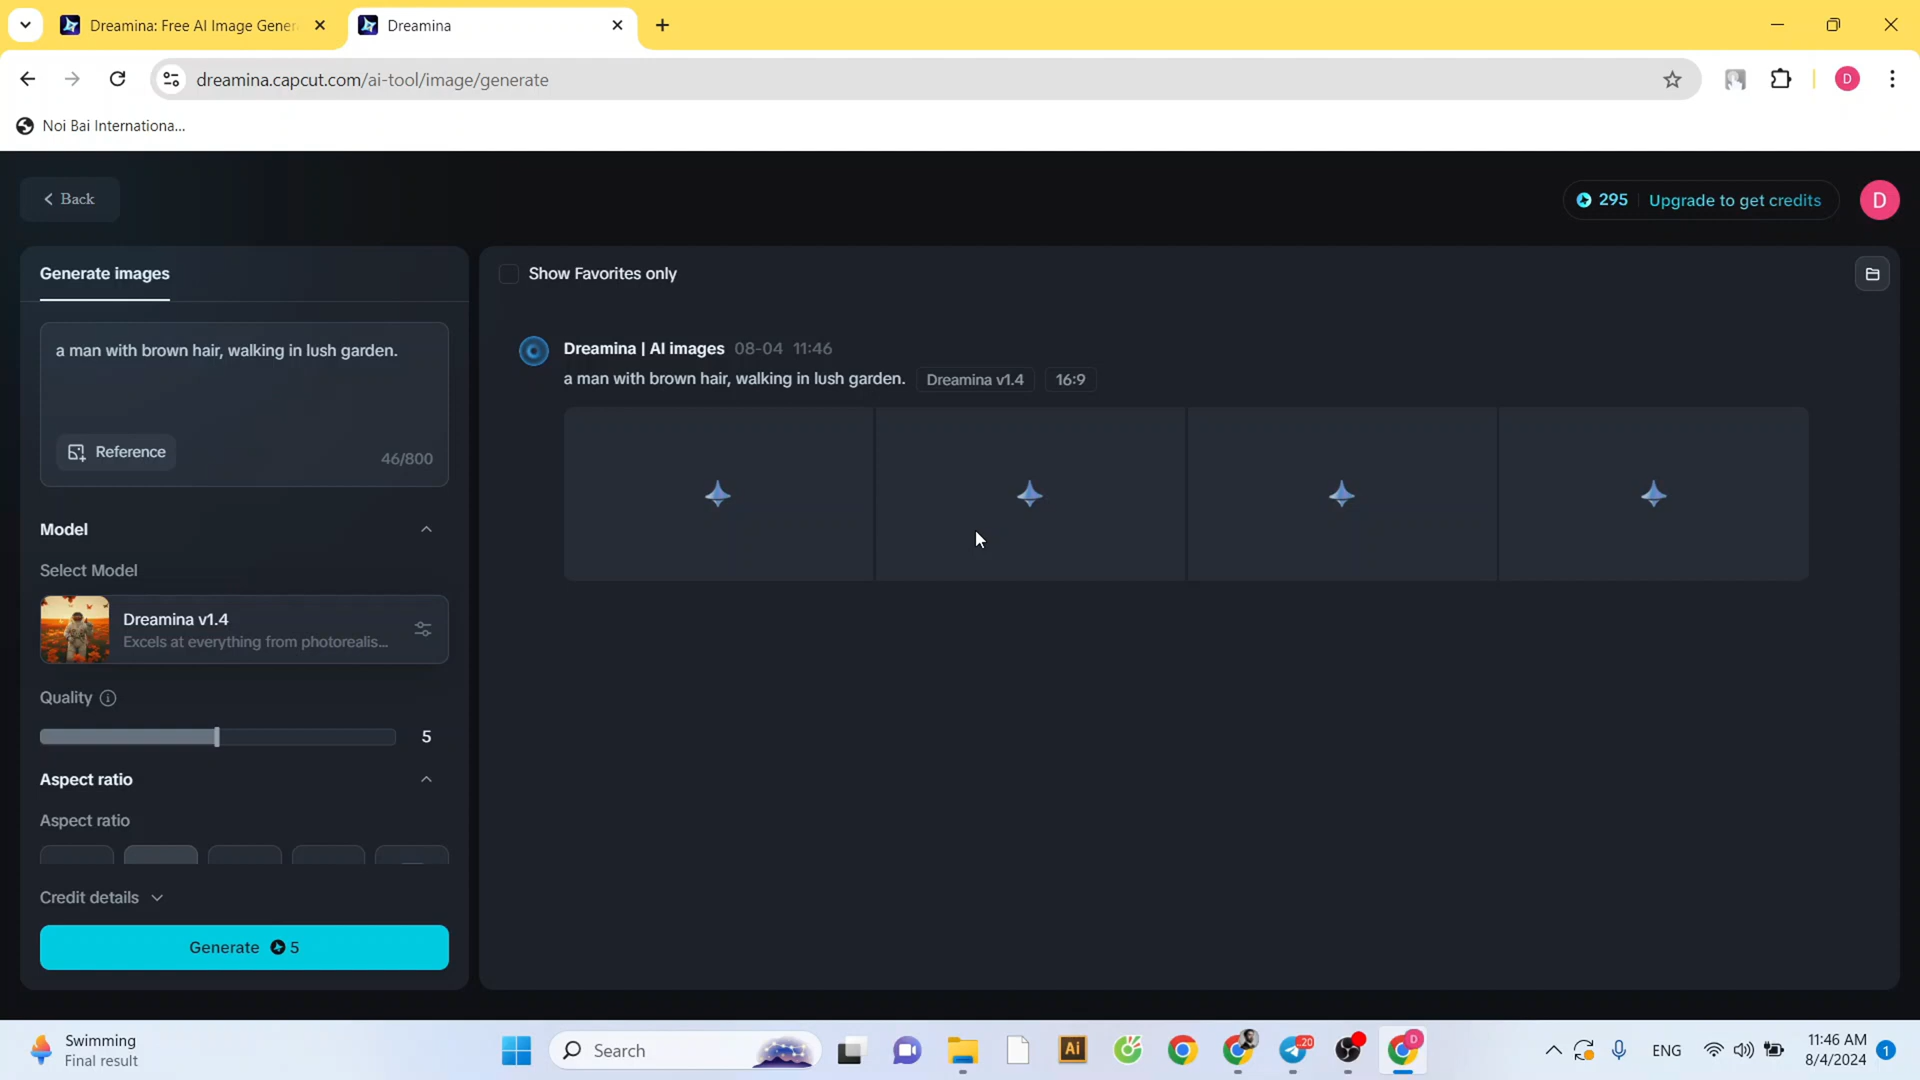 Dreamina: Free AI Image Gener
Dreamina
dreamina.capcut.com/ai-tool/image/generate
D
Noi Bai Internationa...
Back
295
Upgrade to get credits
D
Generate images
a man with brown hair, walking in lush garden.
Reference
46/800
Model
Select Model
Dreamina v1.4
Excels at everything from photorealis...
Quality
5
Aspect ratio
Aspect ratio
Credit details
Generate 5
Show Favorites only
Dreamina | AI images 08-04 11:46
a man with brown hair, walking in lush garden. Dreamina v1.4 16:9
Swimming
Final result
Search
Ai
20
D
ENG
11:46 AM
8/4/2024
1